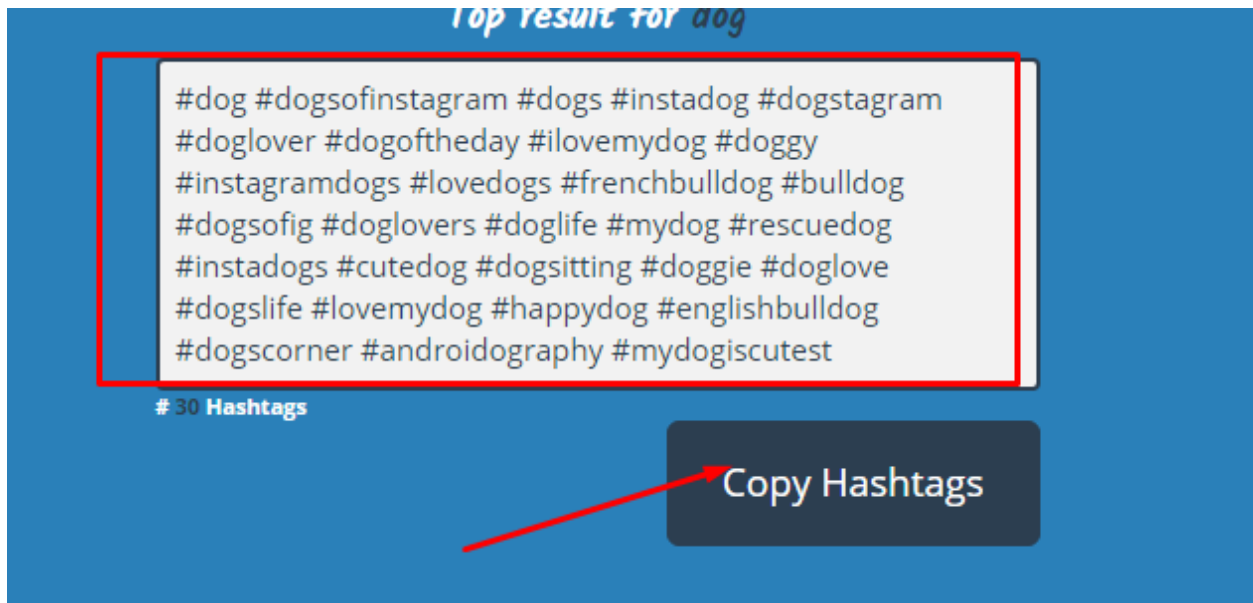 Top result for dog
#dog #dogsofinstagram #dogs #instadog #dogstagram
#doglover #dogoftheday #ilovemydog #doggy
#instagramdogs #lovedogs #frenchbulldog #bulldog
#dogsofig #doglovers #doglife #mydog #rescuedog
#instadogs #cutedog #dogsitting #doggie #doglove
#dogslife #lovemydog #happydog #englishbulldog
#dogscorner #androidography #mydogiscutest
# 30 Hashtags
Copy Hashtags